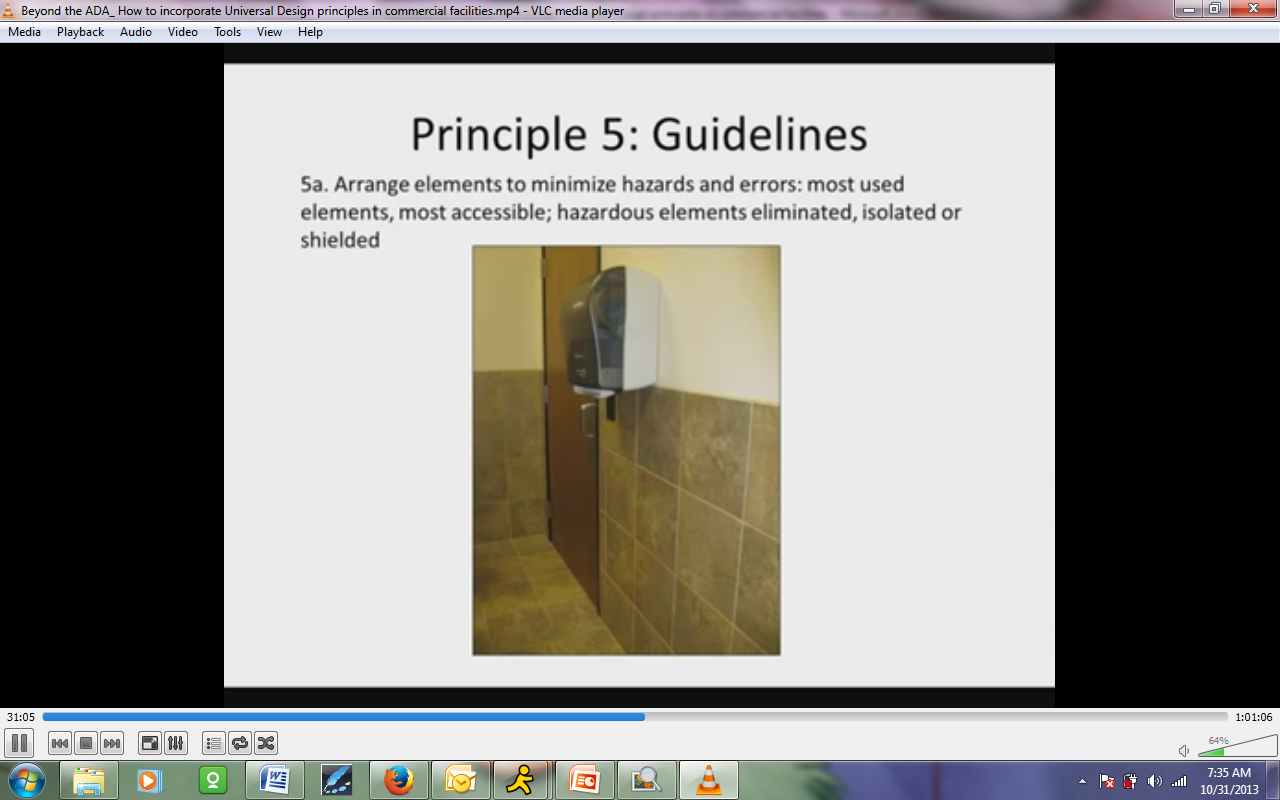 Beyond the ADA_ How to incorporate Universal Design principles in commercial facilities.mp4 - VLC media player
Media Playback Audio Video Tools View Help
Principle 5: Guidelines
5a. Arrange elements to minimize hazards and errors: most used
elements, most accessible; hazardous elements eliminated, isolated or
shielded
31:05
1:01:06
64%
7:35 AM
10/31/2013